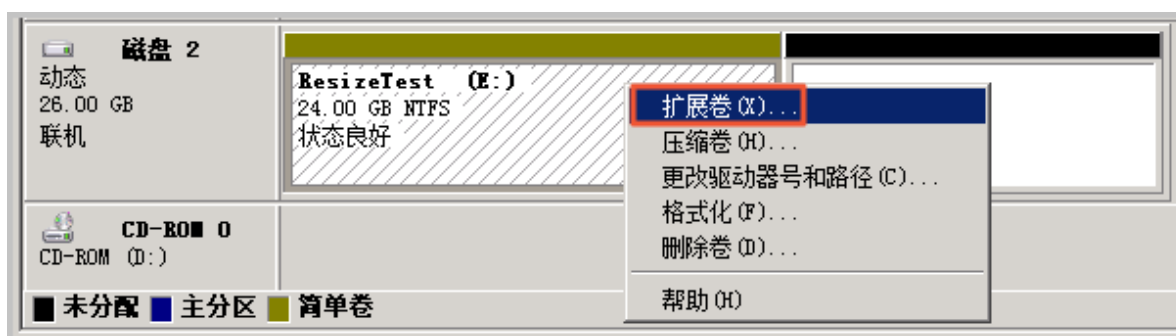 磁盘 2
动态
26.00 GB
联机
ResizeTest (E:)
24.00 GB NTFS
状态良好
扩展卷(X)...
压缩卷(H)...
更改驱动器号和路径(C)...
格式化(F)...
删除卷(D)...
帮助(H)
CD-ROM 0
CD-ROM (D:)
未分配 主分区 简单卷